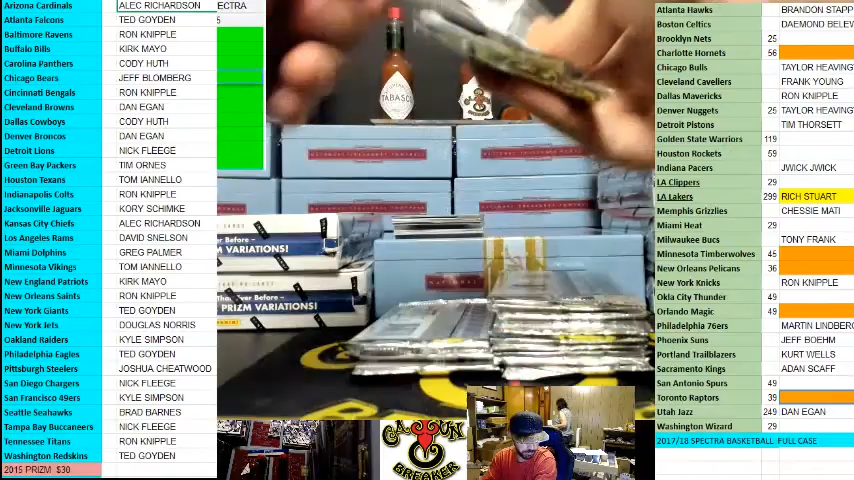 Arizona Cardinals ALEC RICHARDSON ECTRA
Atlanta Falcons TED GOYDEN 5
Baltimore Ravens RON KNIPPLE
Buffalo Bills KIRK MAYO
Carolina Panthers CODY HUTH
Chicago Bears JEFF BLOMBERG
Cincinnati Bengals RON KNIPPLE
Cleveland Browns DAN EGAN
Dallas Cowboys CODY HUTH
Denver Broncos DAN EGAN
Detroit Lions NICK FLEEGE
Green Bay Packers TIM ORNES
Houston Texans TOM IANNELLO
Indianapolis Colts RON KNIPPLE
Jacksonville Jaguars KORY SCHIMKE
Kansas City Chiefs ALEC RICHARDSON
Los Angeles Rams DAVID SNELSON
Miami Dolphins GREG PALMER
Minnesota Vikings TOM IANNELLO
New England Patriots KIRK MAYO
New Orleans Saints RON KNIPPLE
New York Giants TED GOYDEN
New York Jets DOUGLAS NORRIS
Oakland Raiders KYLE SIMPSON
Philadelphia Eagles TED GOYDEN
Pittsburgh Steelers JOSHUA CHEATWOOD
San Diego Chargers NICK FLEEGE
San Francisco 49ers KYLE SIMPSON
Seattle Seahawks BRAD BARNES
Tampa Bay Buccaneers NICK FLEEGE
Tennessee Titans RON KNIPPLE
Washington Redskins TED GOYDEN
2015 PRIZM $30
TABASCO
Before–
M VARIATIONS!
Before–
PRIZM VARIATIONS!
CAJUN
BREAKER
Atlanta Hawks BRANDON STAPP
Boston Celtics DAEMOND BELEW
Brooklyn Nets 25
Charlotte Hornets 56
Chicago Bulls TAYLOR HEAVING
Cleveland Caveliers FRANK YOUNG
Dallas Mavericks RON KNIPPLE
Denver Nuggets 25 TAYLOR HEAVING
Detroit Pistons TIM THORSETT
Golden State Warriors 119
Houston Rockets 59
Indiana Pacers JWICK JWICK
LA Clippers 29
LA Lakers 299 RICH STUART
Memphis Grizzlies CHESSIE MATI
Miami Heat 29
Milwaukee Bucs TONY FRANK
Minnesota Timberwolves 45
New Orleans Pelicans 36
New York Knicks RON KNIPPLE
Okla City Thunder 49
Orlando Magic 49
Philadelphia 76ers MARTIN LINDBERG
Phoenix Suns JEFF BOEHM
Portland Trailblazers KURT WELLS
Sacramento Kings ADAN SCAFF
San Antonio Spurs 49
Toronto Raptors 39
Utah Jazz 249 DAN EGAN
Washington Wizard 29
2017/18 SPECTRA BASKETBALL FULL CASE